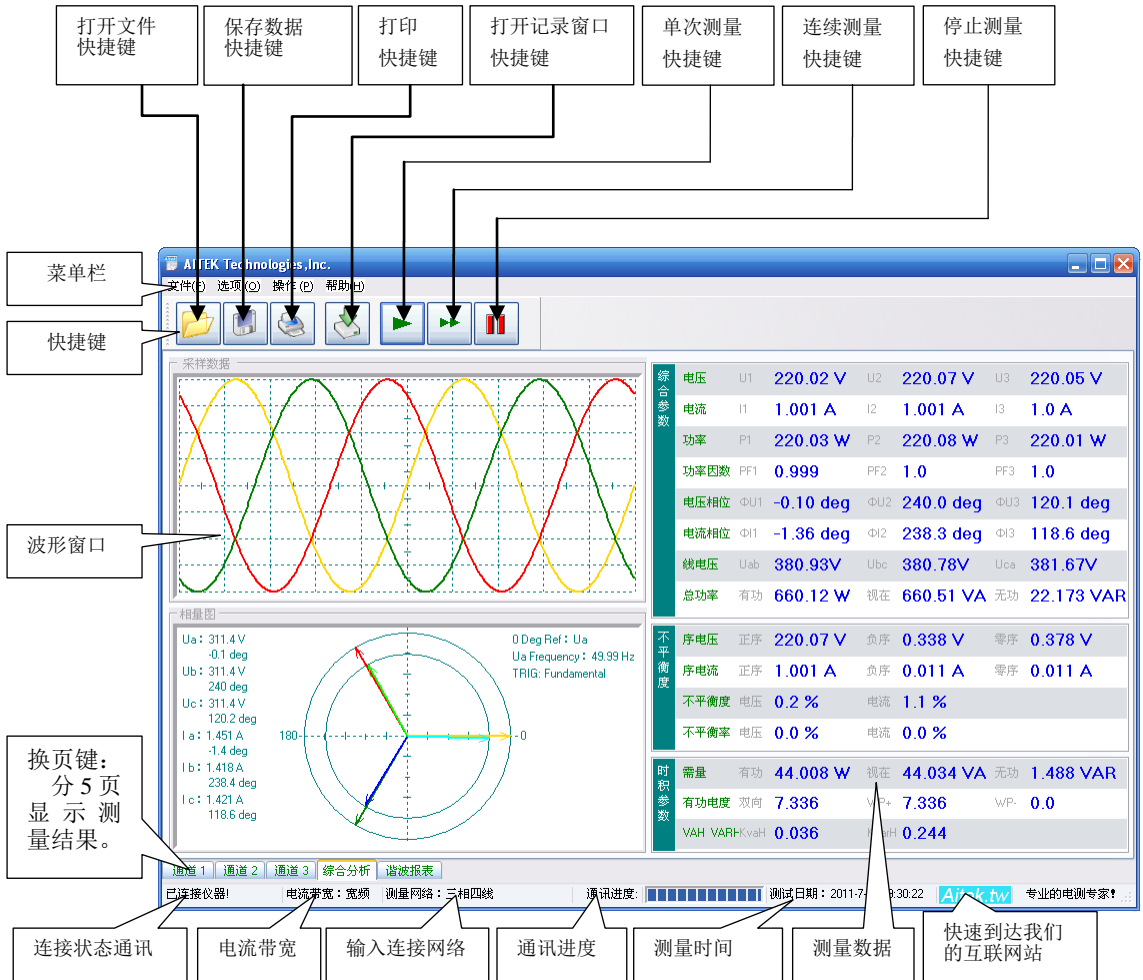 打开文件
快捷键
保存数据
快捷键
打印
快捷键
打开记录窗口
快捷键
单次测量
快捷键
连续测量
快捷键
停止测量
快捷键
菜单栏
快捷键
波形窗口
换页键：
分 5 页
显示测
量结果。
AITEK Technologies,Inc.
文件(F) 选项(O) 操作(P) 帮助(H)
采样数据
相量图
Ua: 311.4 V
-0.1 deg
Ub: 311.4 V
240 deg
Uc: 311.4 V
120.2 deg
Ia: 1.451 A
-1.4 deg
Ib: 1.418 A
238.4 deg
Ic: 1.421 A
118.6 deg
180
0
0 Deg Ref: Ua
Ua Frequency: 49.99 Hz
TRIG: Fundamental
综合参数
电压 U1 220.02 V U2 220.07 V U3 220.05 V
电流 I1 1.001 A I2 1.001 A I3 1.0 A
功率 P1 220.03 W P2 220.08 W P3 220.01 W
功率因数 PF1 0.999 PF2 1.0 PF3 1.0
电压相位 ΦU1 -0.10 deg ΦU2 240.0 deg ΦU3 120.1 deg
电流相位 ΦI1 -1.36 deg ΦI2 238.3 deg ΦI3 118.6 deg
线电压 Uab 380.93V Ubc 380.78V Uca 381.67V
总功率 有功 660.12 W 视在 660.51 VA 无功 22.173 VAR
不平衡度
序电压 正序 220.07 V 负序 0.338 V 零序 0.378 V
序电流 正序 1.001 A 负序 0.011 A 零序 0.011 A
不平衡度 电压 0.2 % 电流 1.1 %
不平衡率 电压 0.0 % 电流 0.0 %
时积参数
需量 有功 44.008 W 视在 44.034 VA 无功 1.488 VAR
有功电度 双向 7.336 WP+ 7.336 WP- 0.0
VAH VARH KvaH 0.036 0.244
通道 1 通道 2 通道 3 综合分析 谐波报表
已连接仪器! 电流带宽：宽频 测量网络：三相四线 通讯进度: 测试日期：2011-7- :30:22 Aitek.tw 专业的电测专家!
连接状态通讯
电流带宽
输入连接网络
通讯进度
测量时间
测量数据
快速到达我们
的互联网站